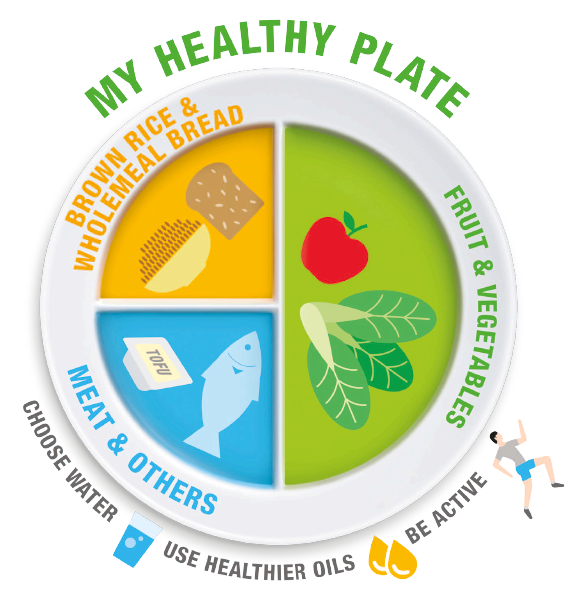 MY HEALTHY PLATE
BROWN RICE &
WHOLEMEAL BREAD
FRUIT & VEGETABLES
TOFU
MEAT & OTHERS
CHOOSE WATER
USE HEALTHIER OILS
BE ACTIVE